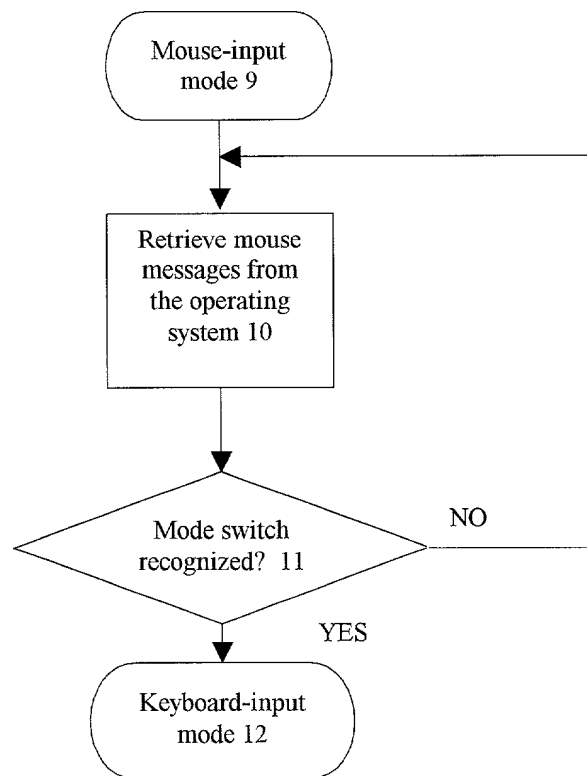 Mouse-input
mode 9
Retrieve mouse
messages from
the operating
system 10
Mode switch
recognized? 11
NO
YES
Keyboard-input
mode 12